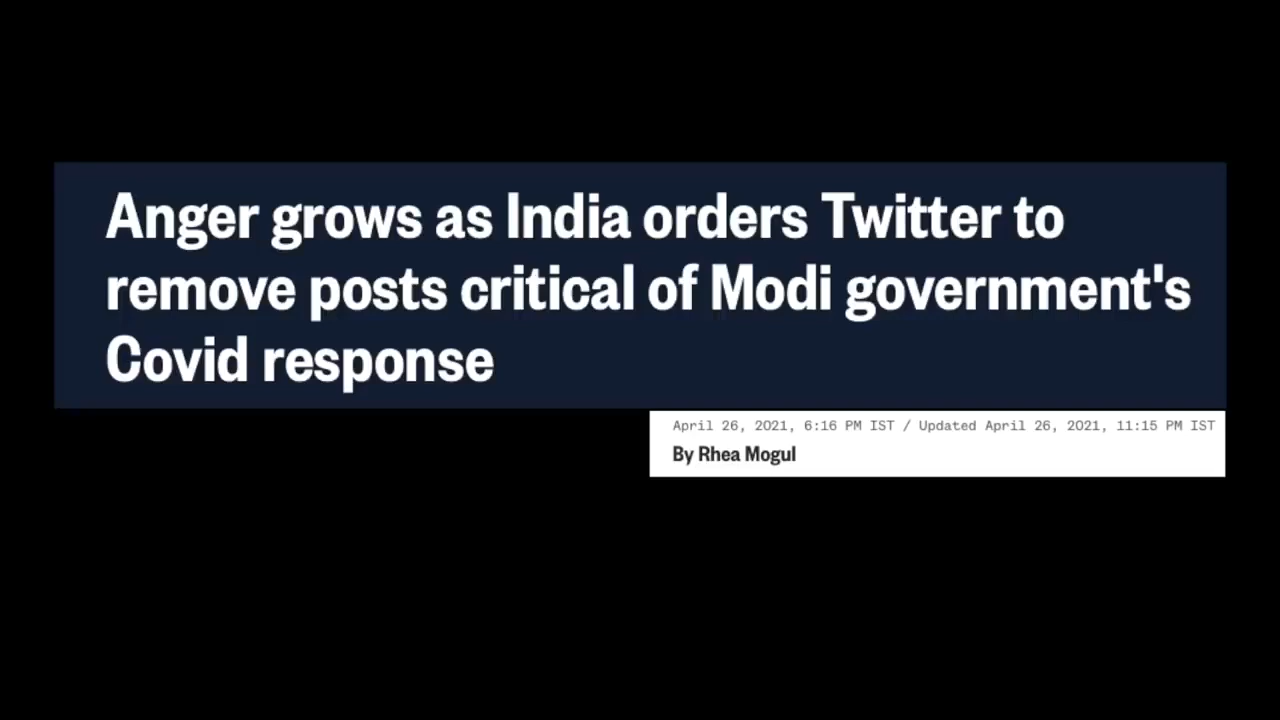 Anger grows as India orders Twitter to
remove posts critical of Modi government's
Covid response
April 26, 2021, 6:16 PM IST / Updated April 26, 2021, 11:15 PM IST
By Rhea Mogul